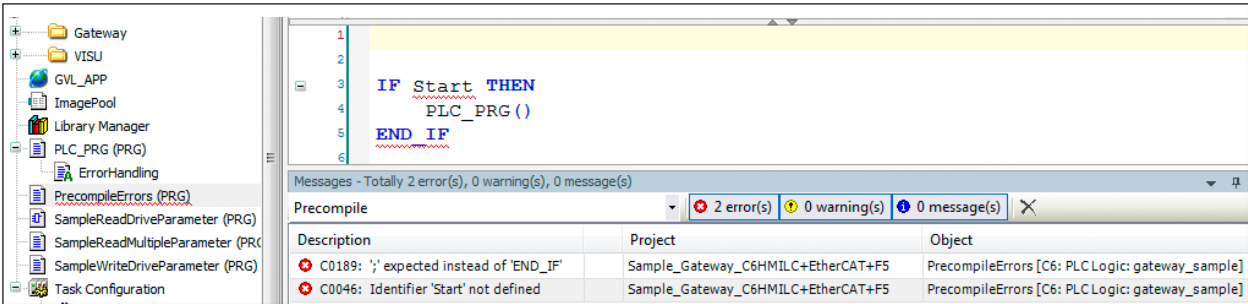 Gateway
VISU
GVL_APP
ImagePool
Library Manager
PLC_PRG (PRG)
ErrorHandling
PrecompileErrors (PRG)
SampleReadDriveParameter (PRG)
SampleReadMultipleParameter (PRG
SampleWriteDriveParameter (PRG)
Task Configuration
1
2
3 IF Start THEN
4 PLC_PRG()
5 END_IF
6
Messages - Totally 2 error(s), 0 warning(s), 0 message(s)
Precompile 2 error(s) 0 warning(s) 0 message(s)
Description Project Object
C0189: ';' expected instead of 'END_IF' Sample_Gateway_C6HMILC+EtherCAT+F5 PrecompileErrors [C6: PLC Logic: gateway_sample]
C0046: Identifier 'Start' not defined Sample_Gateway_C6HMILC+EtherCAT+F5 PrecompileErrors [C6: PLC Logic: gateway_sample]